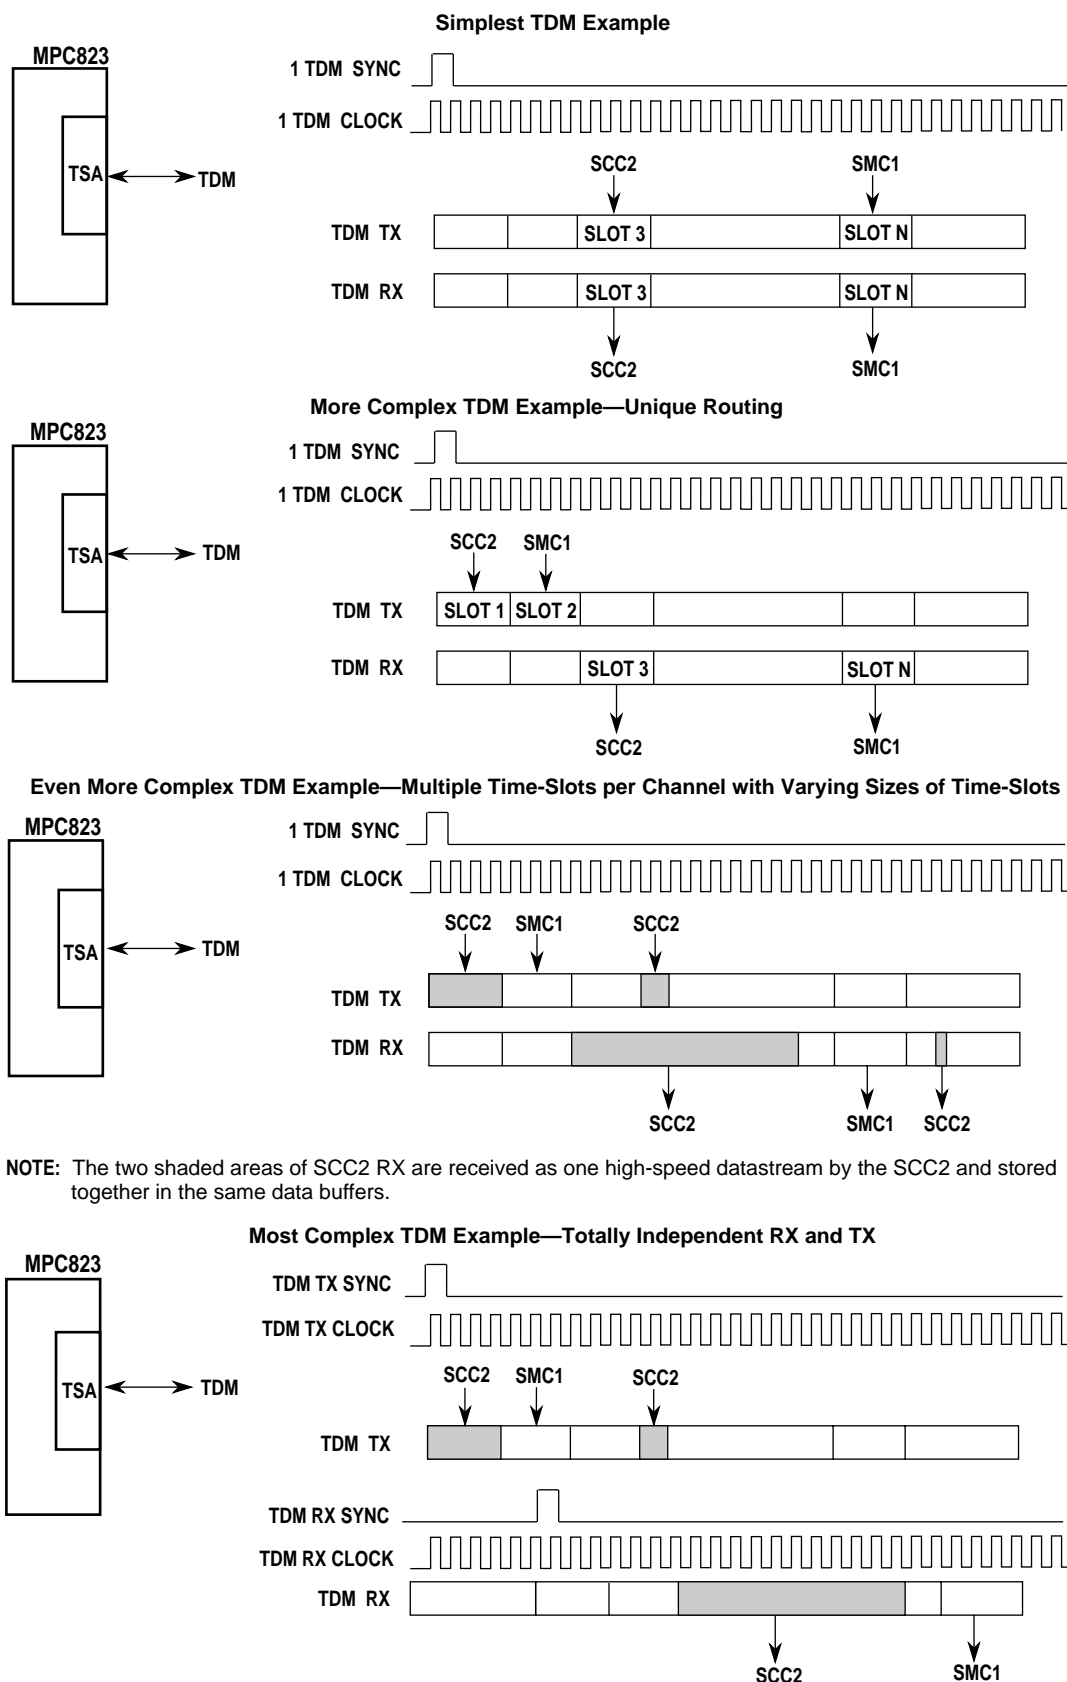 Simplest TDM Example
MPC823
1 TDM SYNC
1 TDM CLOCK
TSA
TDM
SCC2 SMC1
TDM TX SLOT 3 SLOT N
TDM RX SLOT 3 SLOT N
SCC2 SMC1
More Complex TDM Example—Unique Routing
MPC823
1 TDM SYNC
1 TDM CLOCK
TSA
TDM
SCC2 SMC1
TDM TX SLOT 1 SLOT 2
TDM RX SLOT 3 SLOT N
SCC2 SMC1
Even More Complex TDM Example—Multiple Time-Slots per Channel with Varying Sizes of Time-Slots
MPC823
1 TDM SYNC
1 TDM CLOCK
TSA
TDM
SCC2 SMC1 SCC2
TDM TX
TDM RX
SCC2 SMC1 SCC2
NOTE: The two shaded areas of SCC2 RX are received as one high-speed datastream by the SCC2 and stored
together in the same data buffers.
Most Complex TDM Example—Totally Independent RX and TX
MPC823
TDM TX SYNC
TDM TX CLOCK
TSA
TDM
SCC2 SMC1 SCC2
TDM TX
TDM RX SYNC
TDM RX CLOCK
TDM RX
SCC2 SMC1